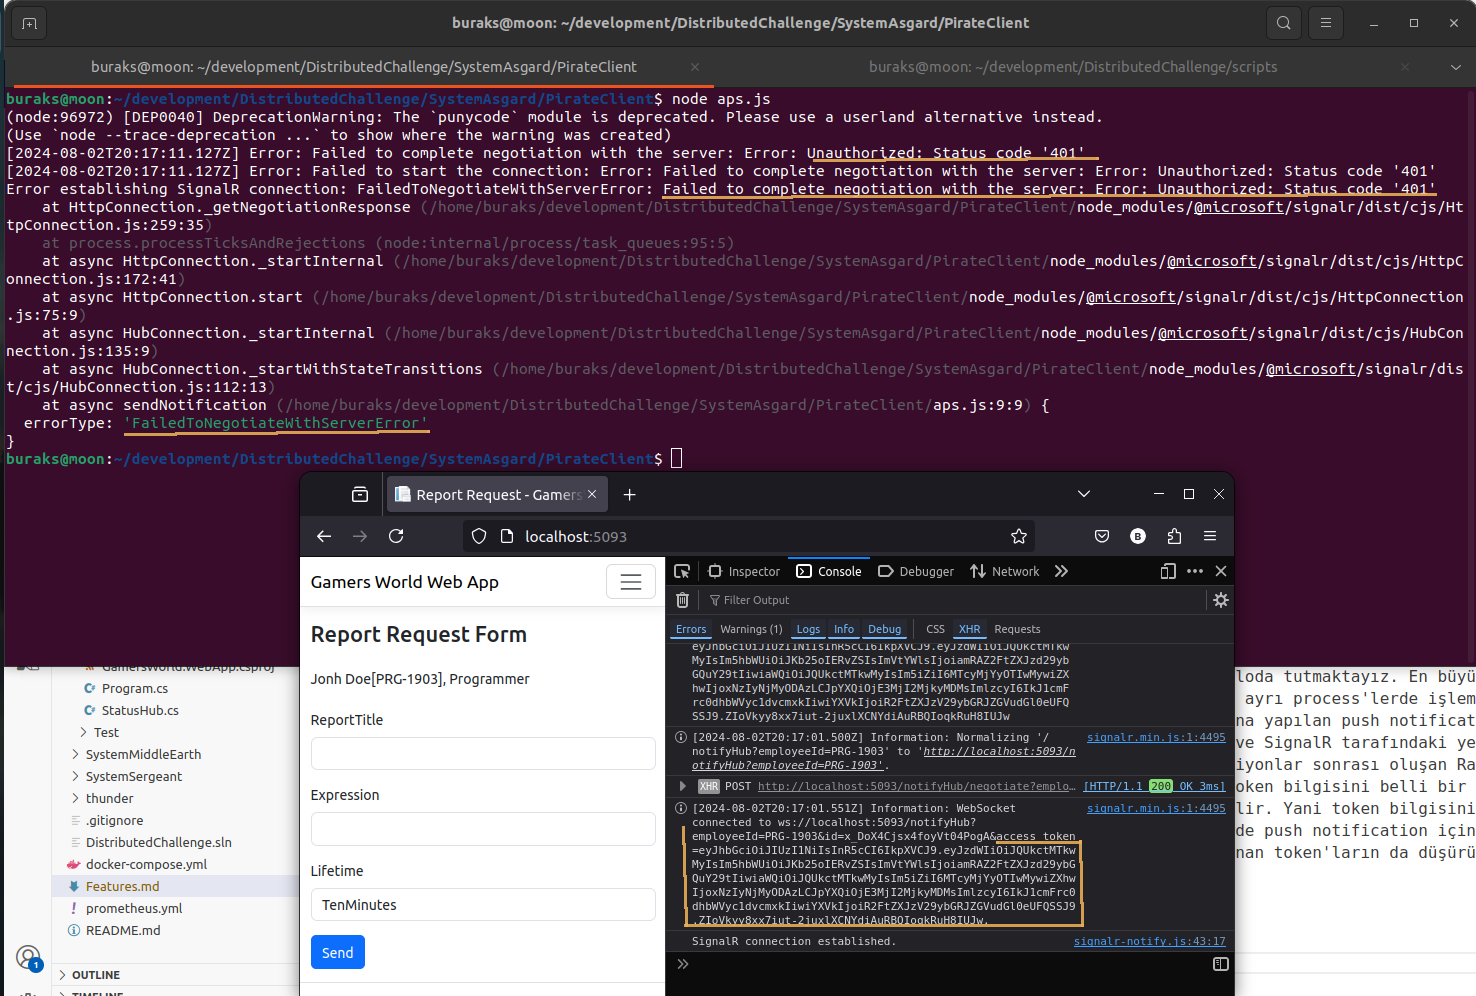 buraks@moon: ~/development/DistributedChallenge/SystemAsgard/PirateClient
buraks@moon: ~/development/DistributedChallenge/SystemAsgard/PirateClient
buraks@moon: ~/development/DistributedChallenge/scripts
buraks@moon:~/development/DistributedChallenge/SystemAsgard/PirateClient$ node aps.js
(node:96972) [DEP0040] DeprecationWarning: The `punycode` module is deprecated. Please use a userland alternative instead.
(Use `node --trace-deprecation ...` to show where the warning was created)
[2024-08-02T20:17:11.127Z] Error: Failed to complete negotiation with the server: Error: Unauthorized: Status code '401'
[2024-08-02T20:17:11.127Z] Error: Failed to start the connection: Error: Failed to complete negotiation with the server: Error: Unauthorized: Status code '401'
Error establishing SignalR connection: FailedToNegotiateWithServerError: Failed to complete negotiation with the server: Error: Unauthorized: Status code '401'
at HttpConnection._getNegotiationResponse (/home/buraks/development/DistributedChallenge/SystemAsgard/PirateClient/node_modules/@microsoft/signalr/dist/cjs/Ht
tpConnection.js:259:35)
at process.processTicksAndRejections (node:internal/process/task_queues:95:5)
at async HttpConnection._startInternal (/home/buraks/development/DistributedChallenge/SystemAsgard/PirateClient/node_modules/@microsoft/signalr/dist/cjs/HttpC
onnection.js:172:41)
at async HttpConnection.start (/home/buraks/development/DistributedChallenge/SystemAsgard/PirateClient/node_modules/@microsoft/signalr/dist/cjs/HttpConnection
.js:75:9)
at async HubConnection._startInternal (/home/buraks/development/DistributedChallenge/SystemAsgard/PirateClient/node_modules/@microsoft/signalr/dist/cjs/HubCon
nection.js:135:9)
at async HubConnection._startWithStateTransitions (/home/buraks/development/DistributedChallenge/SystemAsgard/PirateClient/node_modules/@microsoft/signalr/dis
t/cjs/HubConnection.js:112:13)
at async sendNotification (/home/buraks/development/DistributedChallenge/SystemAsgard/PirateClient/aps.js:9:9) {
errorType: 'FailedToNegotiateWithServerError'
}
buraks@moon:~/development/DistributedChallenge/SystemAsgard/PirateClient$
Report Request - Gamers
localhost:5093
Gamers World Web App
Report Request Form
Jonh Doe[PRG-1903], Programmer
ReportTitle
Expression
Lifetime
TenMinutes
Send
Inspector
Console
Debugger
Network
Filter Output
Errors
Warnings (1)
Logs
Info
Debug
CSS
XHR
Requests
[2024-08-02T20:17:01.500Z] Information: Normalizing '/
notifyHub?employeeId=PRG-1903' to 'http://localhost:5093/n
otifyHub?employeeId=PRG-1903'.
signalr.min.js:1:4495
XHR POST http://localhost:5093/notifyHub/negotiate?emplo…
[HTTP/1.1 200 OK 3ms]
[2024-08-02T20:17:01.551Z] Information: WebSocket
connected to ws://localhost:5093/notifyHub?
employeeId=PRG-1903&id=x_DoX4Cjsx4foyVt04PogA&access_token
signalr.min.js:1:4495
SignalR connection established.
signalr-notify.js:43:17
GamersWorld.WebApp.csproj
Program.cs
StatusHub.cs
Test
SystemMiddleEarth
SystemSergeant
thunder
.gitignore
DistributedChallenge.sln
docker-compose.yml
Features.md
prometheus.yml
README.md
1
OUTLINE
TIMELINE
loda tutmaktayız. En büyü
ayrı process'lerde işlem
na yapılan push notificat
ve SignalR tarafındaki ye
iyonlar sonrası oluşan Ra
oken bilgisini belli bir
lir. Yani token bilgisini
de push notification için
nan token'ların da düşürü